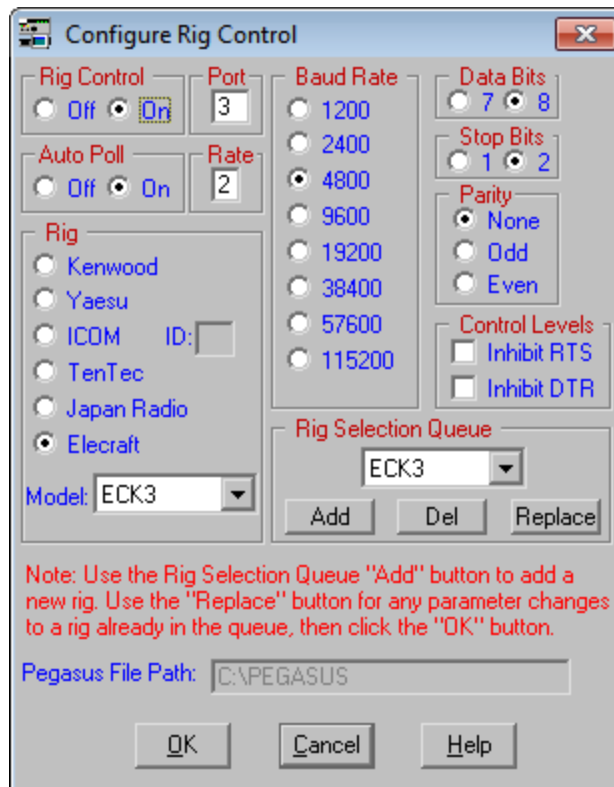 Configure Rig Control
Rig Control
Off On
Port
3
Auto Poll
Off On
Rate
2
Rig
Kenwood
Yaesu
ICOM ID:
TenTec
Japan Radio
Elecraft
Model: ECK3
Baud Rate
1200
2400
4800
9600
19200
38400
57600
115200
Data Bits
7 8
Stop Bits
1 2
Parity
None
Odd
Even
Control Levels
Inhibit RTS
Inhibit DTR
Rig Selection Queue
ECK3
Add Del Replace
Note: Use the Rig Selection Queue "Add" button to add a
new rig. Use the "Replace" button for any parameter changes
to a rig already in the queue, then click the "OK" button.
Pegasus File Path: C:\PEGASUS
OK Cancel Help